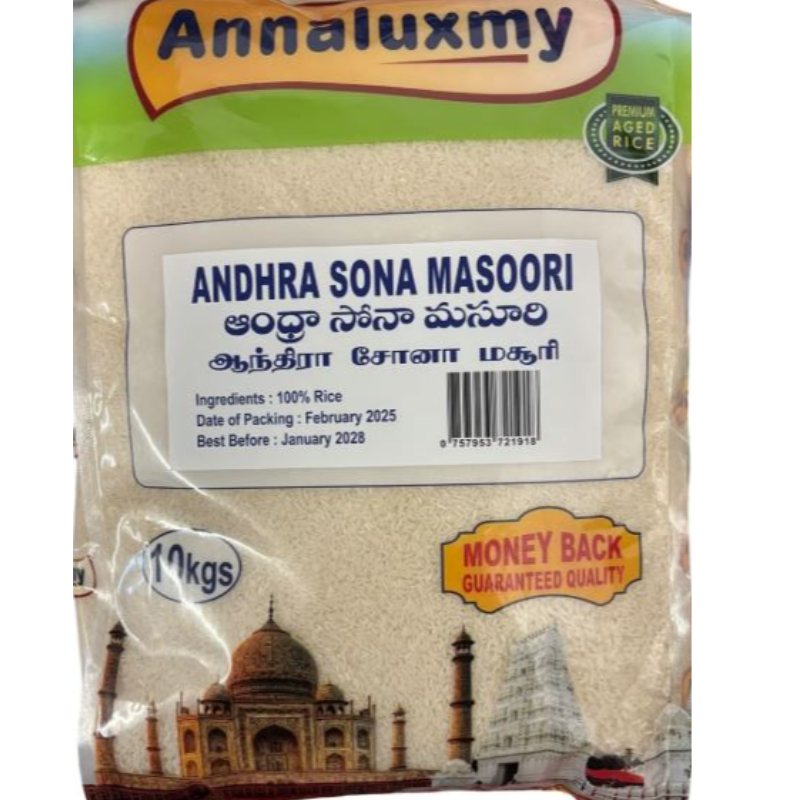 Annaluxmy
PREMIUM
AGED
RICE
ANDHRA SONA MASOORI
ఆంధ్రా సోనా మసూరి
ஆந்திரா சோனா மசூரி
Ingredients : 100% Rice
Date of Packing : February 2025
Best Before : January 2028
0 757953 721918
10kgs
MONEY BACK
GUARANTEED QUALITY